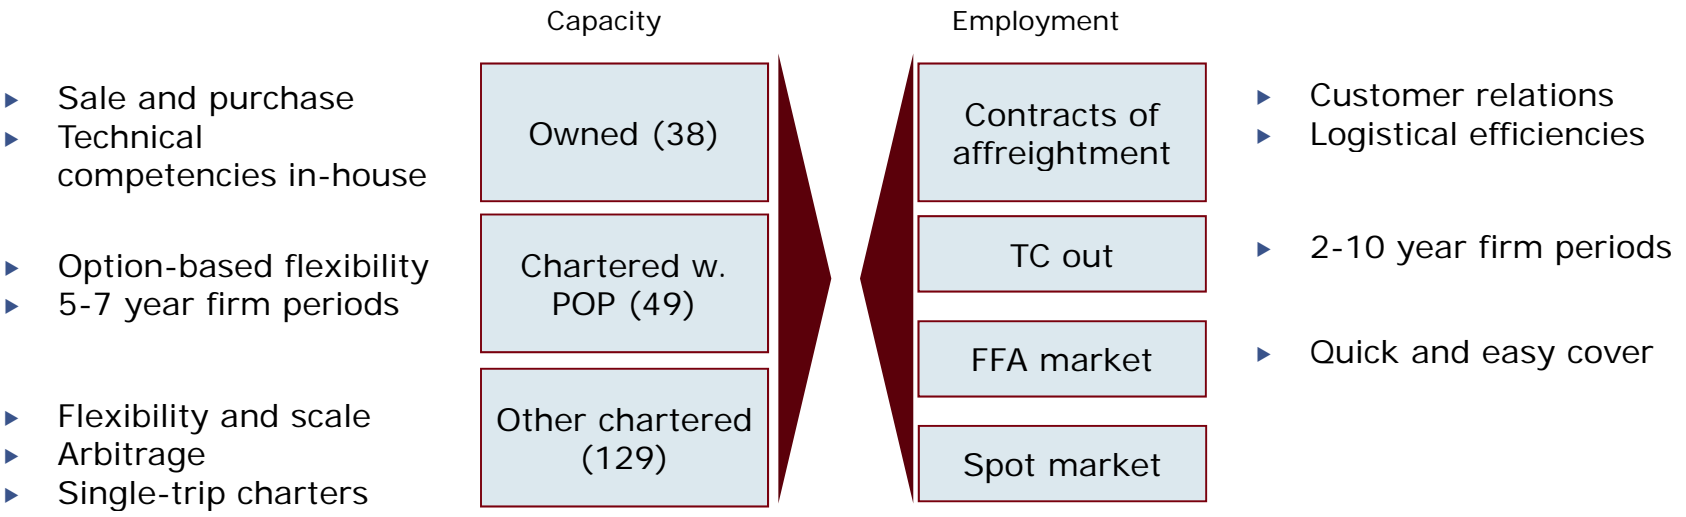 Capacity
Employment
Sale and purchase
Technical
competencies in-house
Owned (38)
Contracts of
affreightment
Customer relations
Logistical efficiencies
Option-based flexibility
5-7 year firm periods
Chartered w.
POP (49)
TC out
2-10 year firm periods
FFA market
Quick and easy cover
Flexibility and scale
Arbitrage
Single-trip charters
Other chartered
(129)
Spot market